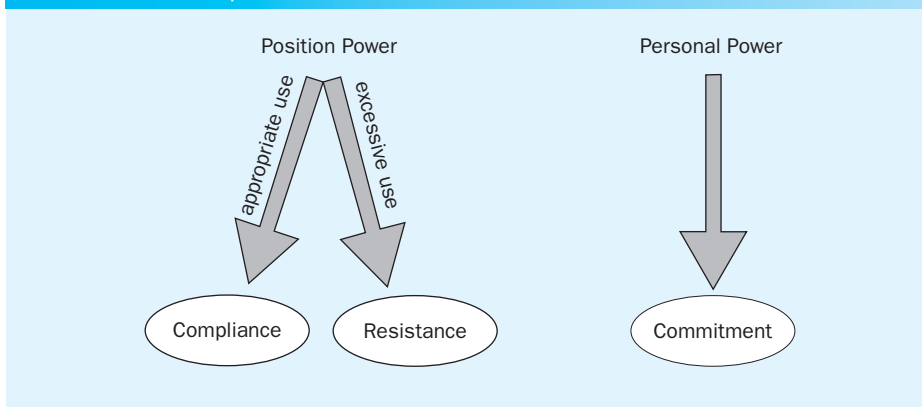 Position Power
Personal Power
appropriate use
excessive use
Compliance
Resistance
Commitment